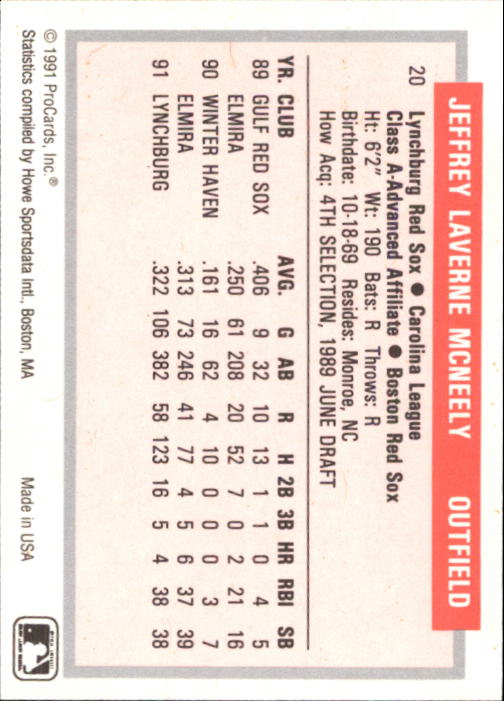 JEFFREY LAVERNE MCNEELY OUTFIELD
20 Lynchburg Red Sox ● Carolina League
Class A-Advanced Affiliate ● Boston Red Sox
Ht: 6'2" Wt: 190 Bats: R Throws: R
Birthdate: 10-18-69 Resides: Monroe, NC
How Acq: 4TH SELECTION, 1989 JUNE DRAFT
YR. CLUB AVG. G AB R H 2B 3B HR RBI SB
89 GULF RED SOX .406 9 32 10 13 1 1 0 4 5
ELMIRA .250 61 208 20 52 7 0 2 21 16
90 WINTER HAVEN .161 16 62 4 10 0 0 0 3 7
ELMIRA .313 73 246 41 77 4 5 6 37 39
91 LYNCHBURG .322 106 382 58 123 16 5 4 38 38
© 1991 ProCards, Inc.®
Statistics compiled by Howe Sportsdata Intl., Boston, MA Made in USA